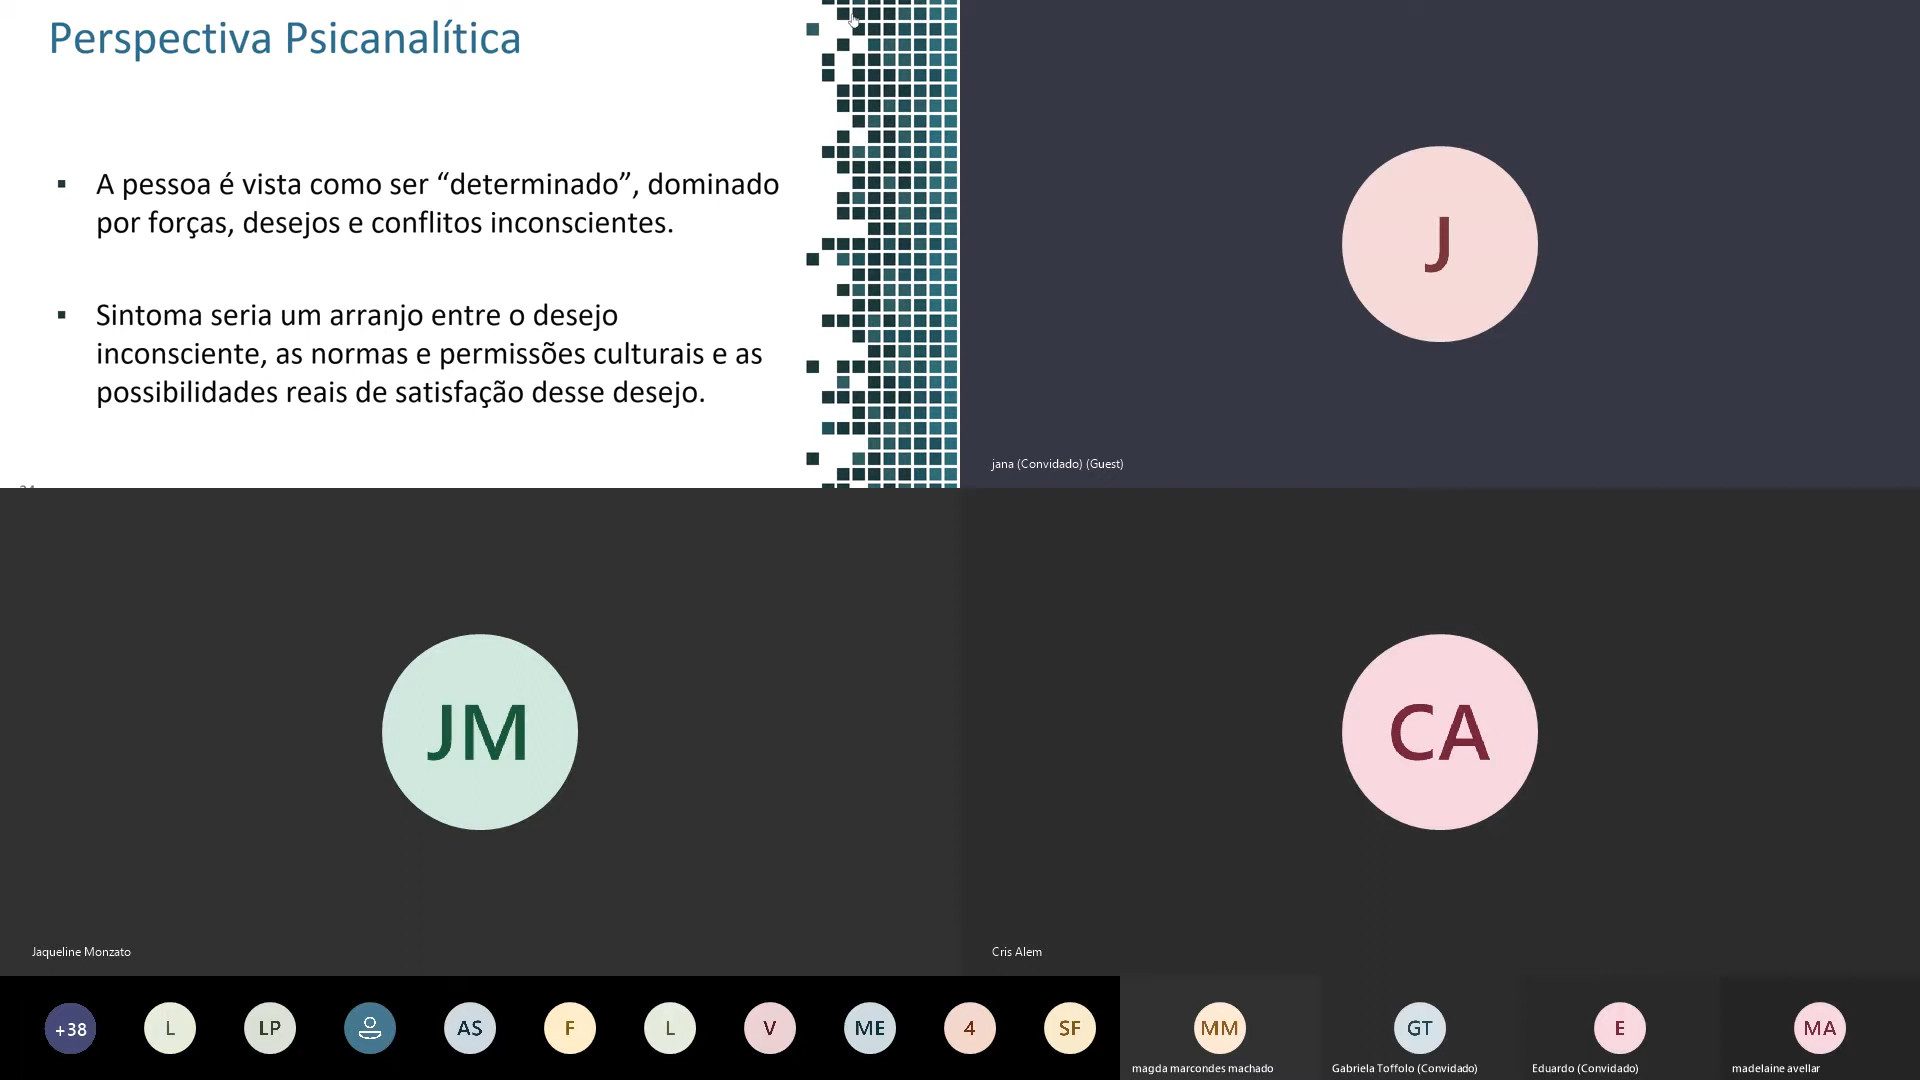 Perspectiva Psicanalítica
▪ A pessoa é vista como ser “determinado”, dominado
por forças, desejos e conflitos inconscientes.
▪ Sintoma seria um arranjo entre o desejo
inconsciente, as normas e permissões culturais e as
possibilidades reais de satisfação desse desejo.
J
jana (Convidado) (Guest)
JM
Jaqueline Monzato
CA
Cris Alem
+38
L
LP
AS
F
L
V
ME
4
SF
MM
magda marcondes machado
GT
Gabriela Toffolo (Convidado)
E
Eduardo (Convidado)
MA
madelaine avellar